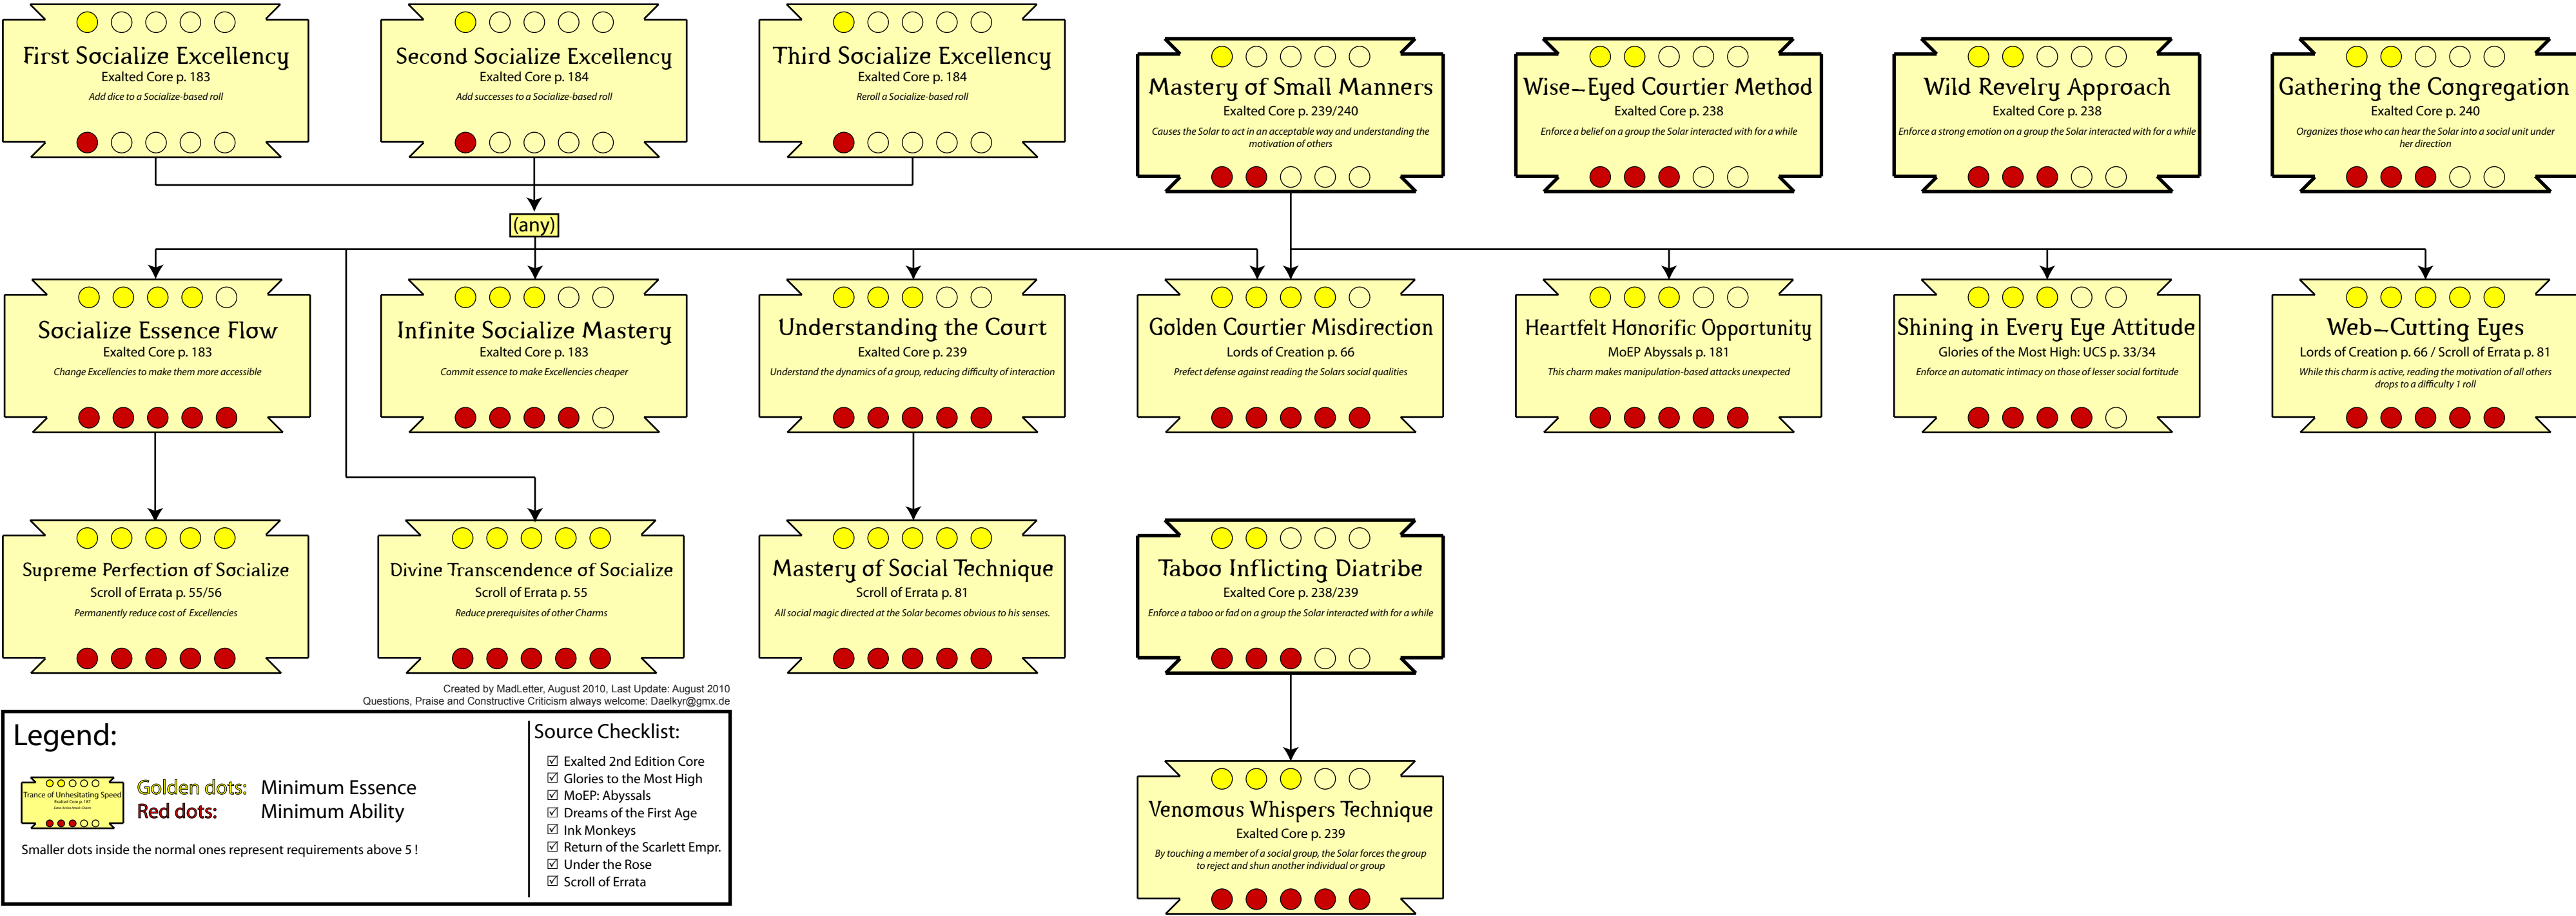 First Socialize Excellency
Exalted Core p. 183
Add dice to a Socialize-based roll
Second Socialize Excellency
Exalted Core p. 184
Add successes to a Socialize-based roll
Third Socialize Excellency
Exalted Core p. 184
Reroll a Socialize-based roll
Mastery of Small Manners
Exalted Core p. 239/240
Causes the Solar to act in an acceptable way and understanding the
motivation of others
Wise-Eyed Courtier Method
Exalted Core p. 238
Enforce a belief on a group the Solar interacted with for a while
Wild Revelry Approach
Exalted Core p. 238
Enforce a strong emotion on a group the Solar interacted with for a while
Gathering the Congregation
Exalted Core p. 240
Organizes those who can hear the Solar into a social unit under
her direction
(any)
Socialize Essence Flow
Exalted Core p. 183
Change Excellencies to make them more accessible
Infinite Socialize Mastery
Exalted Core p. 183
Commit essence to make Excellencies cheaper
Understanding the Court
Exalted Core p. 239
Understand the dynamics of a group, reducing difficulty of interaction
Golden Courtier Misdirection
Lords of Creation p. 66
Prefect defense against reading the Solars social qualities
Heartfelt Honorific Opportunity
MoEP Abyssals p. 181
This charm makes manipulation-based attacks unexpected
Shining in Every Eye Attitude
Glories of the Most High: UCS p. 33/34
Enforce an automatic intimacy on those of lesser social fortitude
Web-Cutting Eyes
Lords of Creation p. 66 / Scroll of Errata p. 81
While this charm is active, reading the motivation of all others
drops to a difficulty 1 roll
Supreme Perfection of Socialize
Scroll of Errata p. 55/56
Permanently reduce cost of Excellencies
Divine Transcendence of Socialize
Scroll of Errata p. 55
Reduce prerequisites of other Charms
Mastery of Social Technique
Scroll of Errata p. 81
All social magic directed at the Solar becomes obvious to his senses.
Taboo Inflicting Diatribe
Exalted Core p. 238/239
Enforce a taboo or fad on a group the Solar interacted with for a while
Venomous Whispers Technique
Exalted Core p. 239
By touching a member of a social group, the Solar forces the group
to reject and shun another individual or group
Created by MadLetter, August 2010, Last Update: August 2010
Questions, Praise and Constructive Criticism always welcome: Daelkyr@gmx.de
Legend:
Trance of Unhesitating Speed
Exalted Core p. 187
Golden dots: Minimum Essence
Red dots: Minimum Ability
Smaller dots inside the normal ones represent requirements above 5 !
Source Checklist:
Exalted 2nd Edition Core
Glories to the Most High
MoEP: Abyssals
Dreams of the First Age
Ink Monkeys
Return of the Scarlett Empr.
Under the Rose
Scroll of Errata